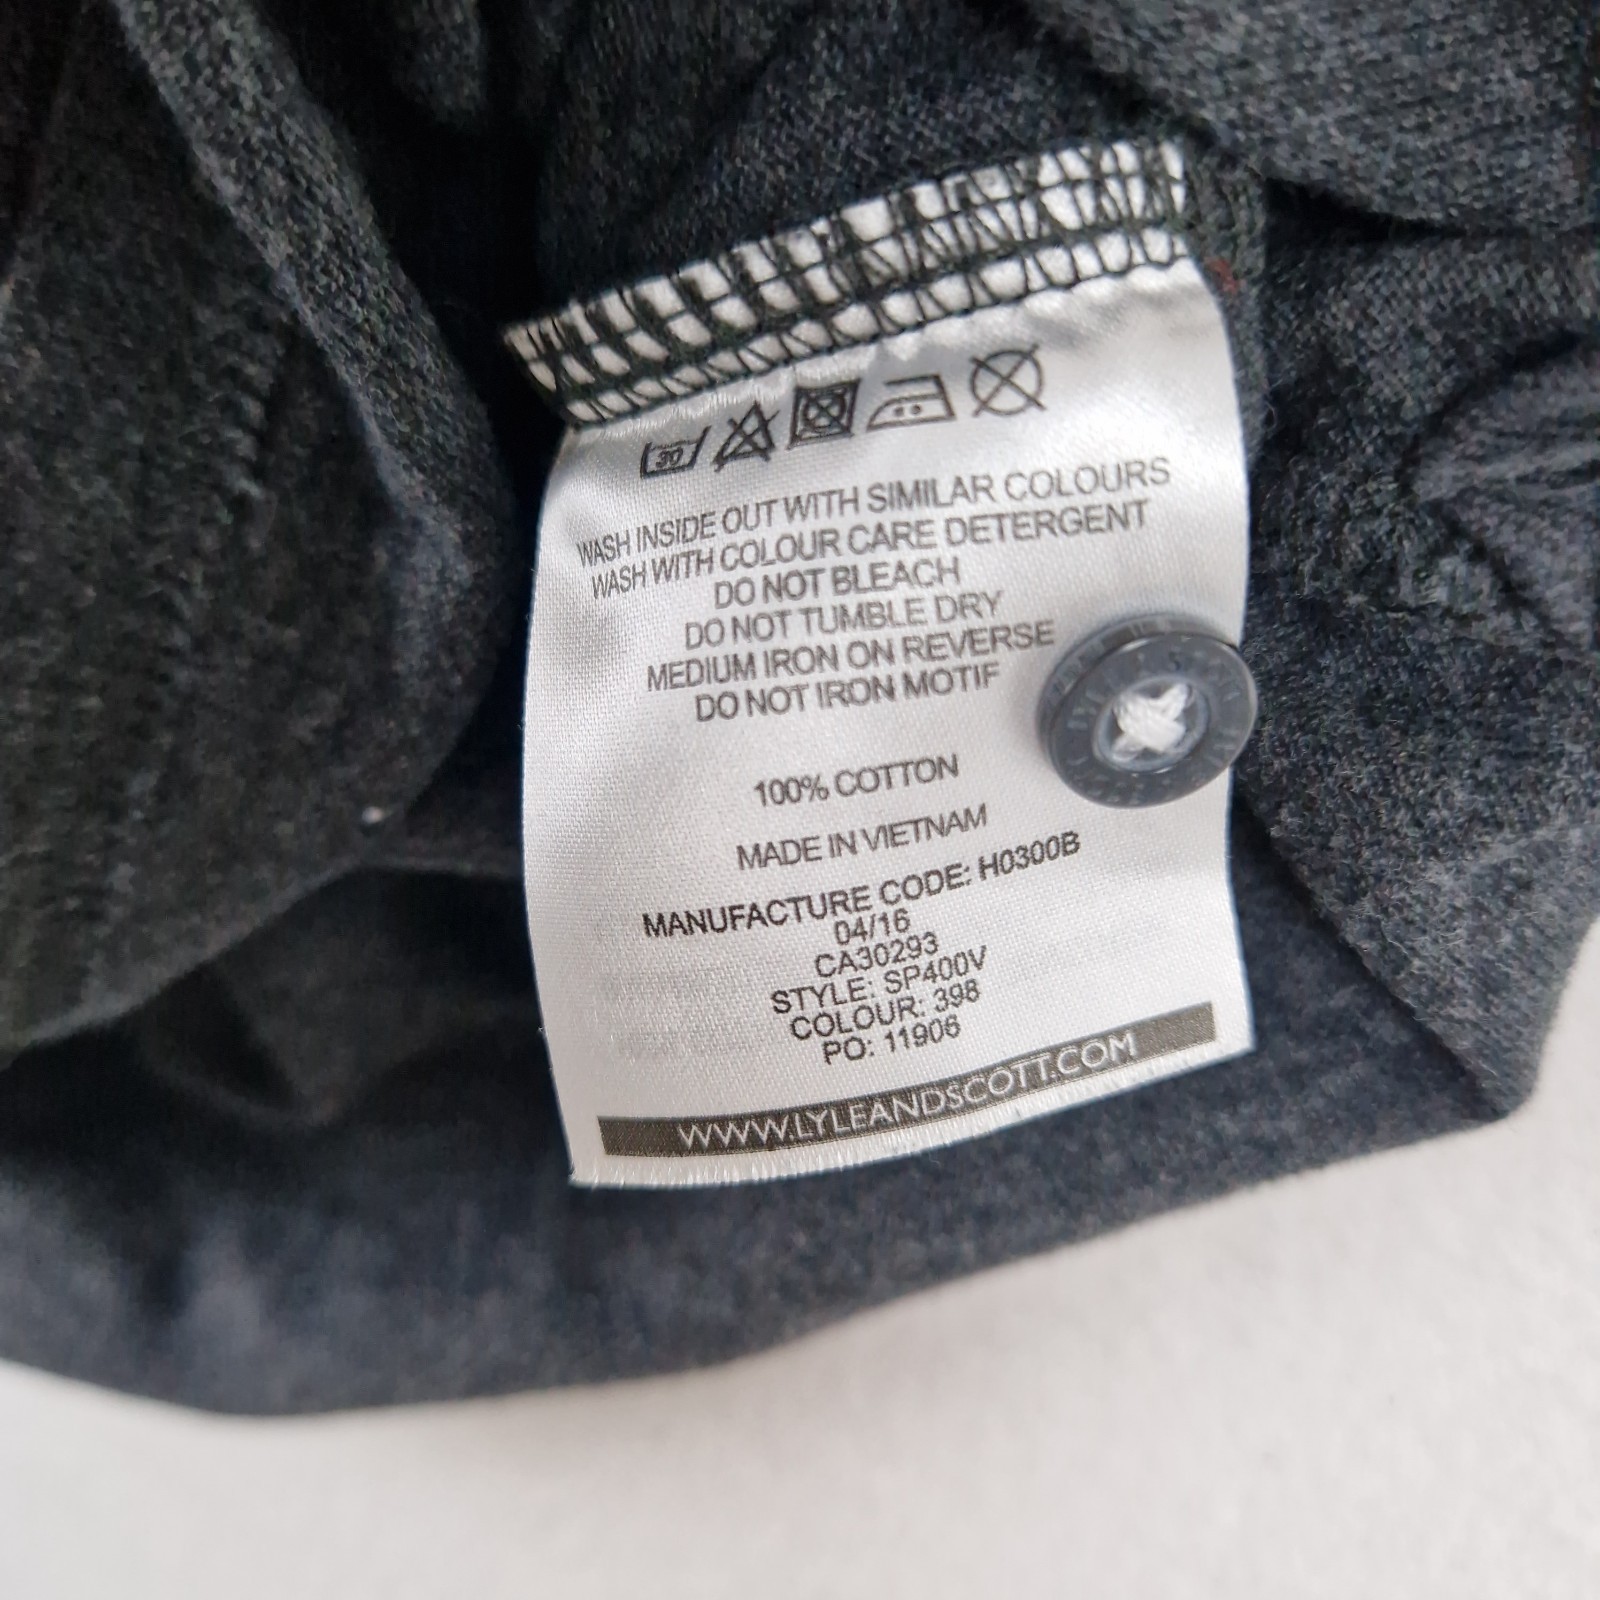 30
WASH INSIDE OUT WITH SIMILAR COLOURS
WASH WITH COLOUR CARE DETERGENT
DO NOT BLEACH
DO NOT TUMBLE DRY
MEDIUM IRON ON REVERSE
DO NOT IRON MOTIF
100% COTTON
MADE IN VIETNAM
MANUFACTURE CODE: H0300B
04/16
CA30293
STYLE: SP400V
COLOUR: 398
PO: 11906
WWW.LYLEANDSCOTT.COM